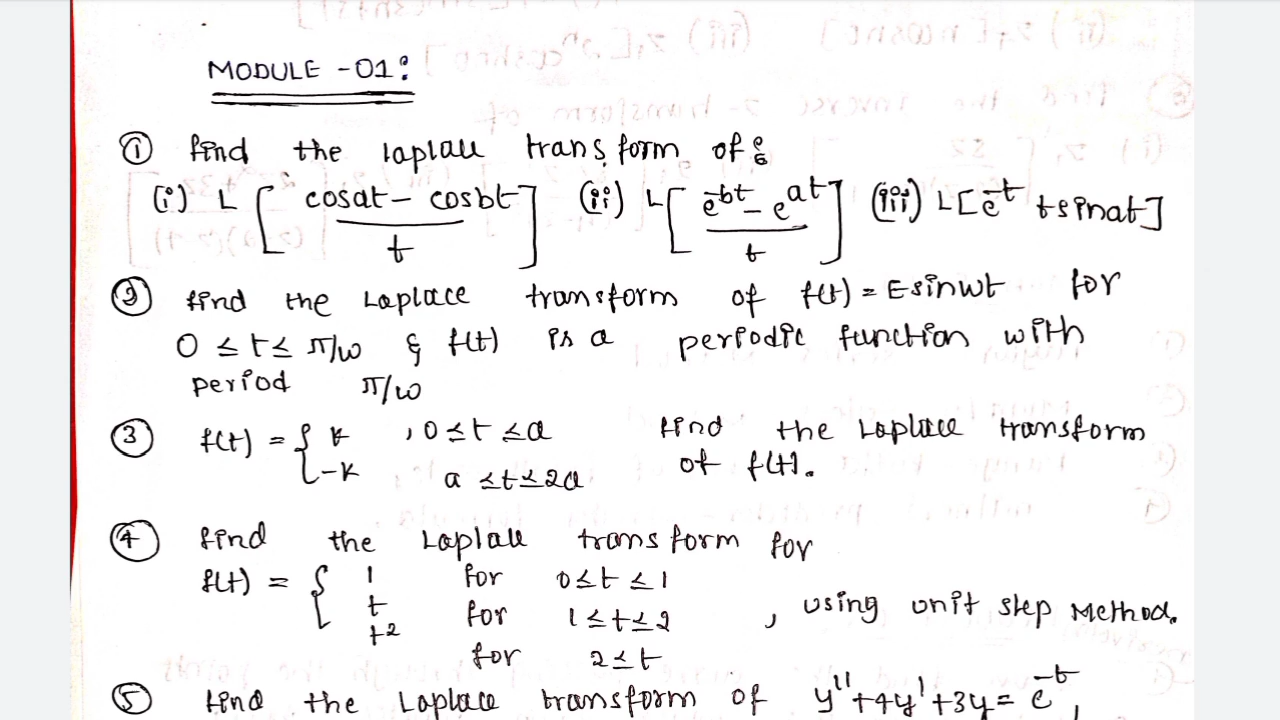 MODULE -01:
① find the laplace transform of:
(i) L[cosat - cosbt / t] (ii) L[e^-bt - e^at / t] (iii) L[e^-t tsinat]
② find the Laplace transform of f(t) = Esinωt for
0 ≤ t ≤ π/ω & f(t) is a periodic function with
period π/ω
③ f(t) = { k , 0 ≤ t ≤ a find the Laplace transform
-k a ≤ t ≤ 2a of f(t).
④ find the Laplace transform for
f(t) = { 1 for 0 ≤ t ≤ 1
t for 1 ≤ t ≤ 2 , using unit step Method.
t² for 2 ≤ t
⑤ find the Laplace transform of y'' + 4y' + 3y = e^-t,